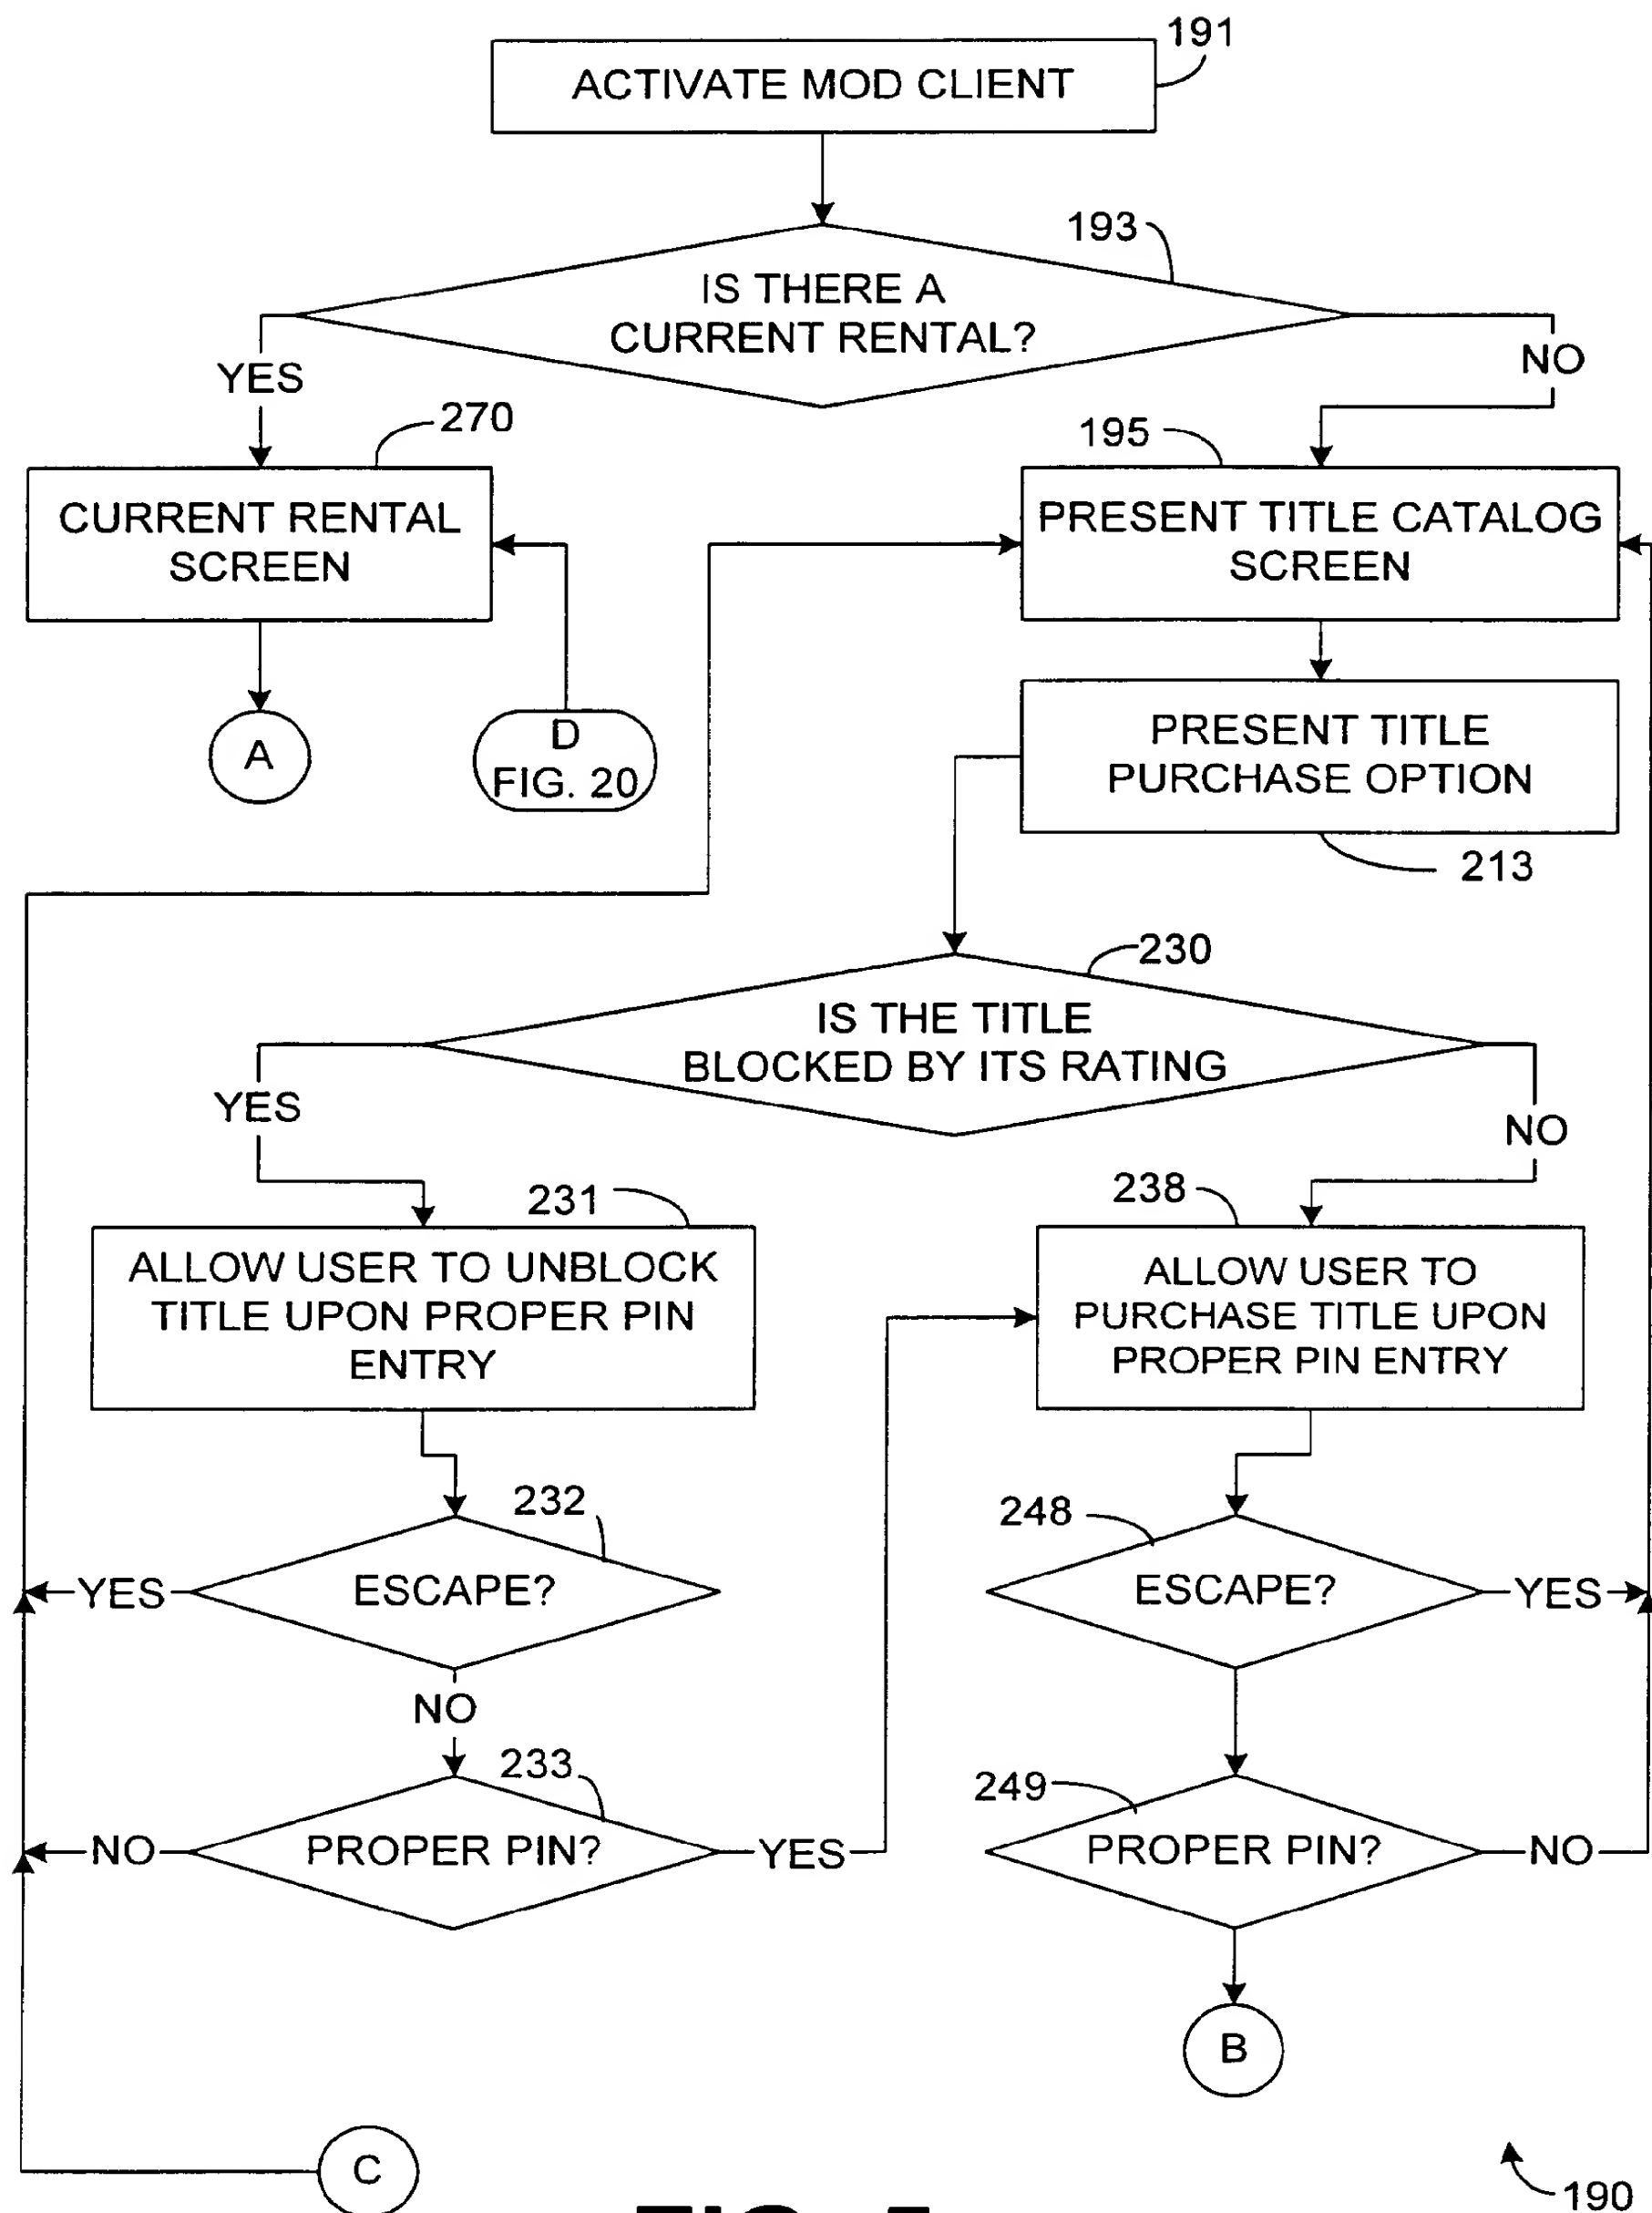 191
ACTIVATE MOD CLIENT
193
IS THERE A
CURRENT RENTAL?
YES
NO
270
195
CURRENT RENTAL
SCREEN
PRESENT TITLE CATALOG
SCREEN
A
D
FIG. 20
PRESENT TITLE
PURCHASE OPTION
213
230
IS THE TITLE
BLOCKED BY ITS RATING
YES
NO
231
238
ALLOW USER TO UNBLOCK
TITLE UPON PROPER PIN
ENTRY
ALLOW USER TO
PURCHASE TITLE UPON
PROPER PIN ENTRY
232
248
YES
ESCAPE?
ESCAPE?
YES
NO
233
249
NO
PROPER PIN?
YES
PROPER PIN?
NO
B
C
190